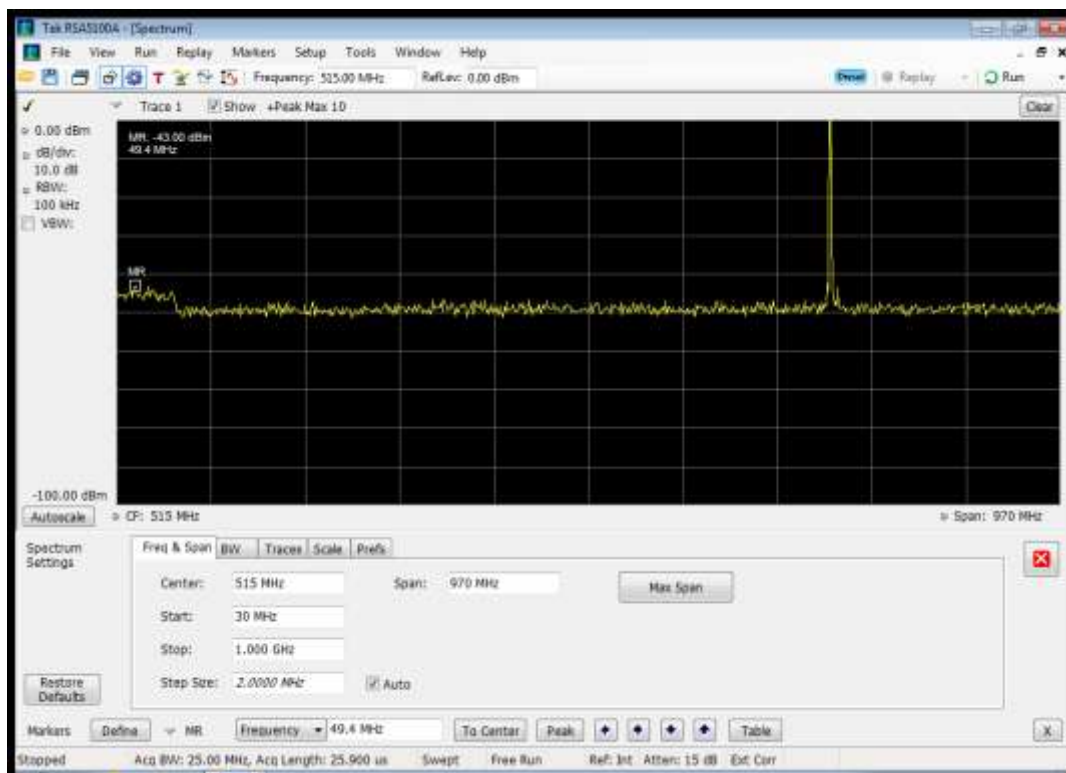 Tek RSA5100A - [Spectrum]
File View Run Replay Markers Setup Tools Window Help
Frequency: 515.00 MHz RefLev: 0.00 dBm Preset Replay Run
Trace 1 Show +Peak Max 10 Clear
0.00 dBm
dB/div:
10.0 dB
RBW:
100 kHz
VBW:
MR: -43.00 dBm
49.4 MHz
MR
-100.00 dBm
Autoscale CF: 515 MHz Span: 970 MHz
Spectrum Settings
Freq & Span BW Traces Scale Prefs
Center: 515 MHz Span: 970 MHz Max Span
Start: 30 MHz
Stop: 1.000 GHz
Step Size: 2.0000 MHz Auto
Restore Defaults
Markers Define MR Frequency 49.4 MHz To Center Peak Table X
Stopped Acq BW: 25.00 MHz, Acq Length: 25.900 us Swept Free Run Ref: Int Atten: 15 dB Ext Corr